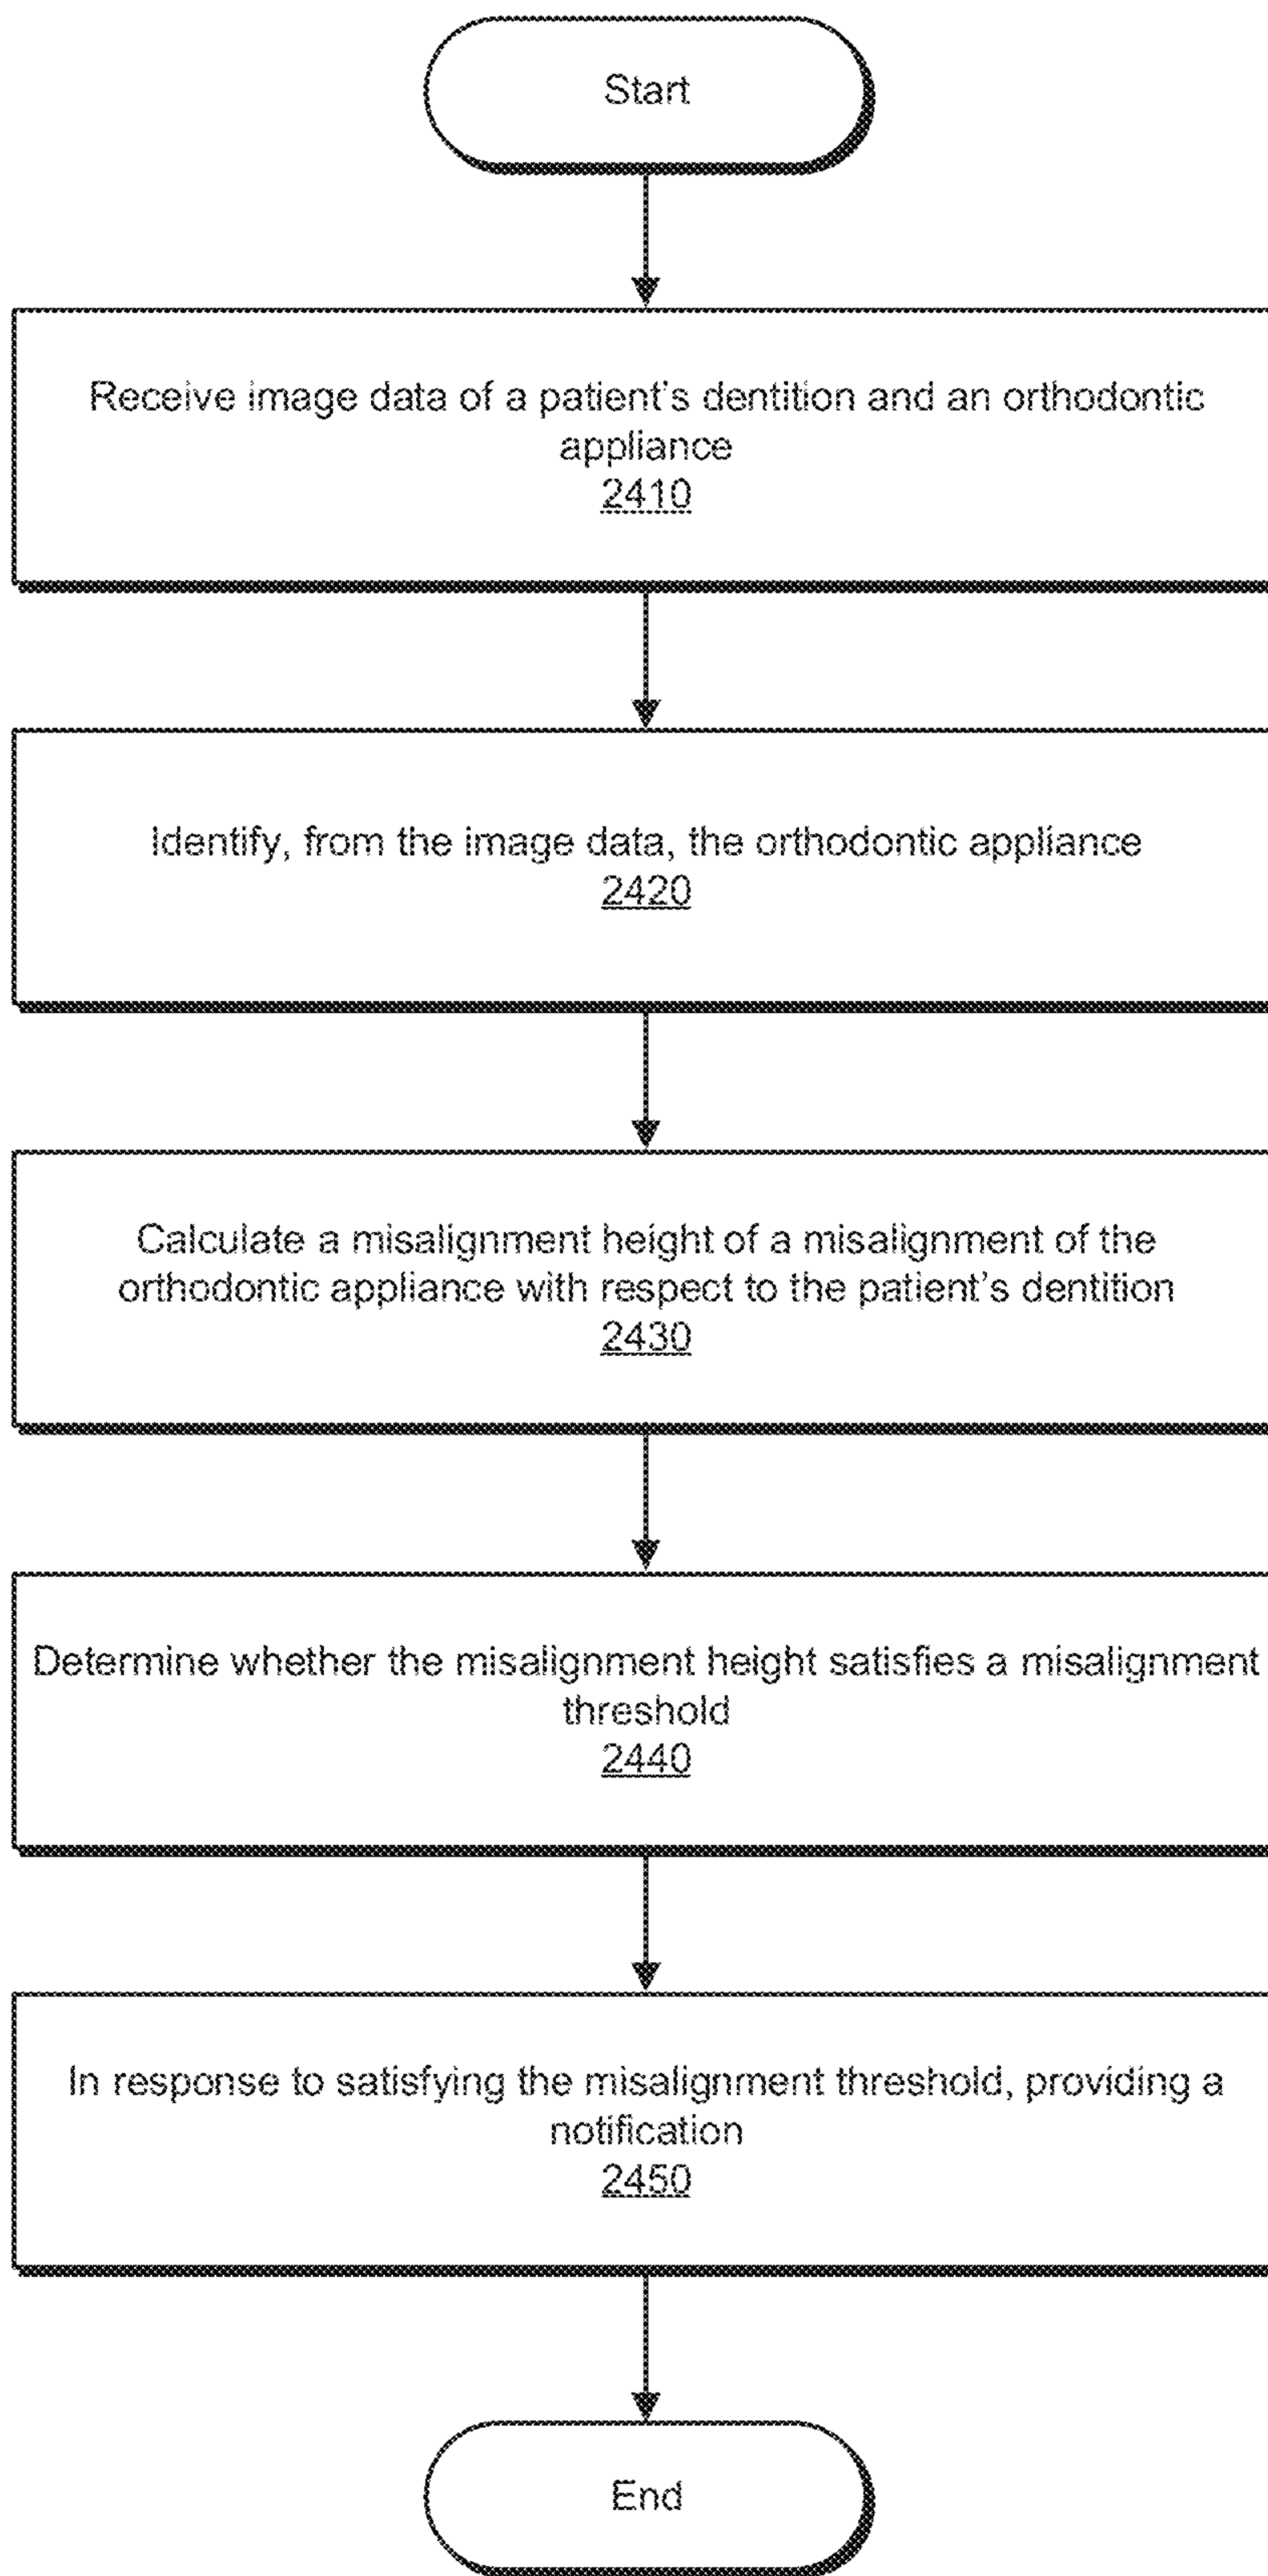 Start
Receive image data of a patient's dentition and an orthodontic
appliance
2410
Identify, from the image data, the orthodontic appliance
2420
Calculate a misalignment height of a misalignment of the
orthodontic appliance with respect to the patient's dentition
2430
Determine whether the misalignment height satisfies a misalignment
threshold
2440
In response to satisfying the misalignment threshold, providing a
notification
2450
End